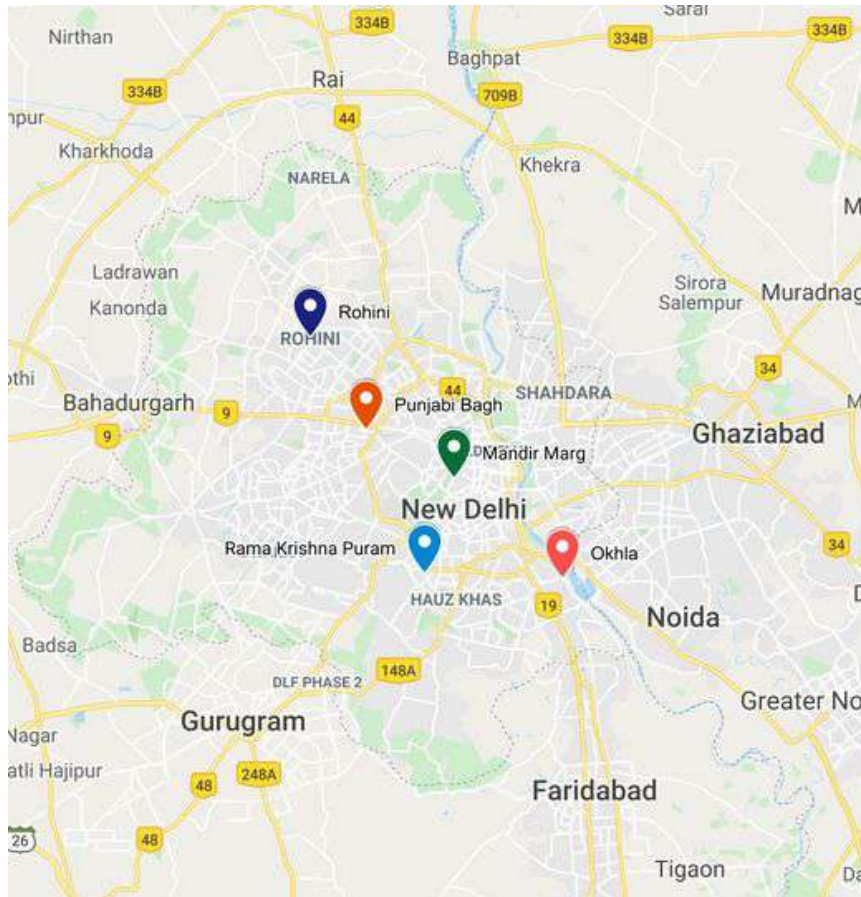 Sarai
Nirthan
334B
334B
334B
Baghpat
Rai
334B
709B
44
Kharkhoda
Khekra
NARELA
Ladrawan
Kanonda
Sirora
Salempur
Muradnag
Rohini
ROHINI
34
44
SHAHDARA
Bahadurgarh
9
Punjabi Bagh
9
Ghaziabad
Mandir Marg
New Delhi
Rama Krishna Puram
Okhla
34
HAUZ KHAS
19
Noida
Badsa
148A
DLF PHASE 2
Greater No
Gurugram
Nagar
atli Hajipur
248A
48
Faridabad
48
26
Tigaon